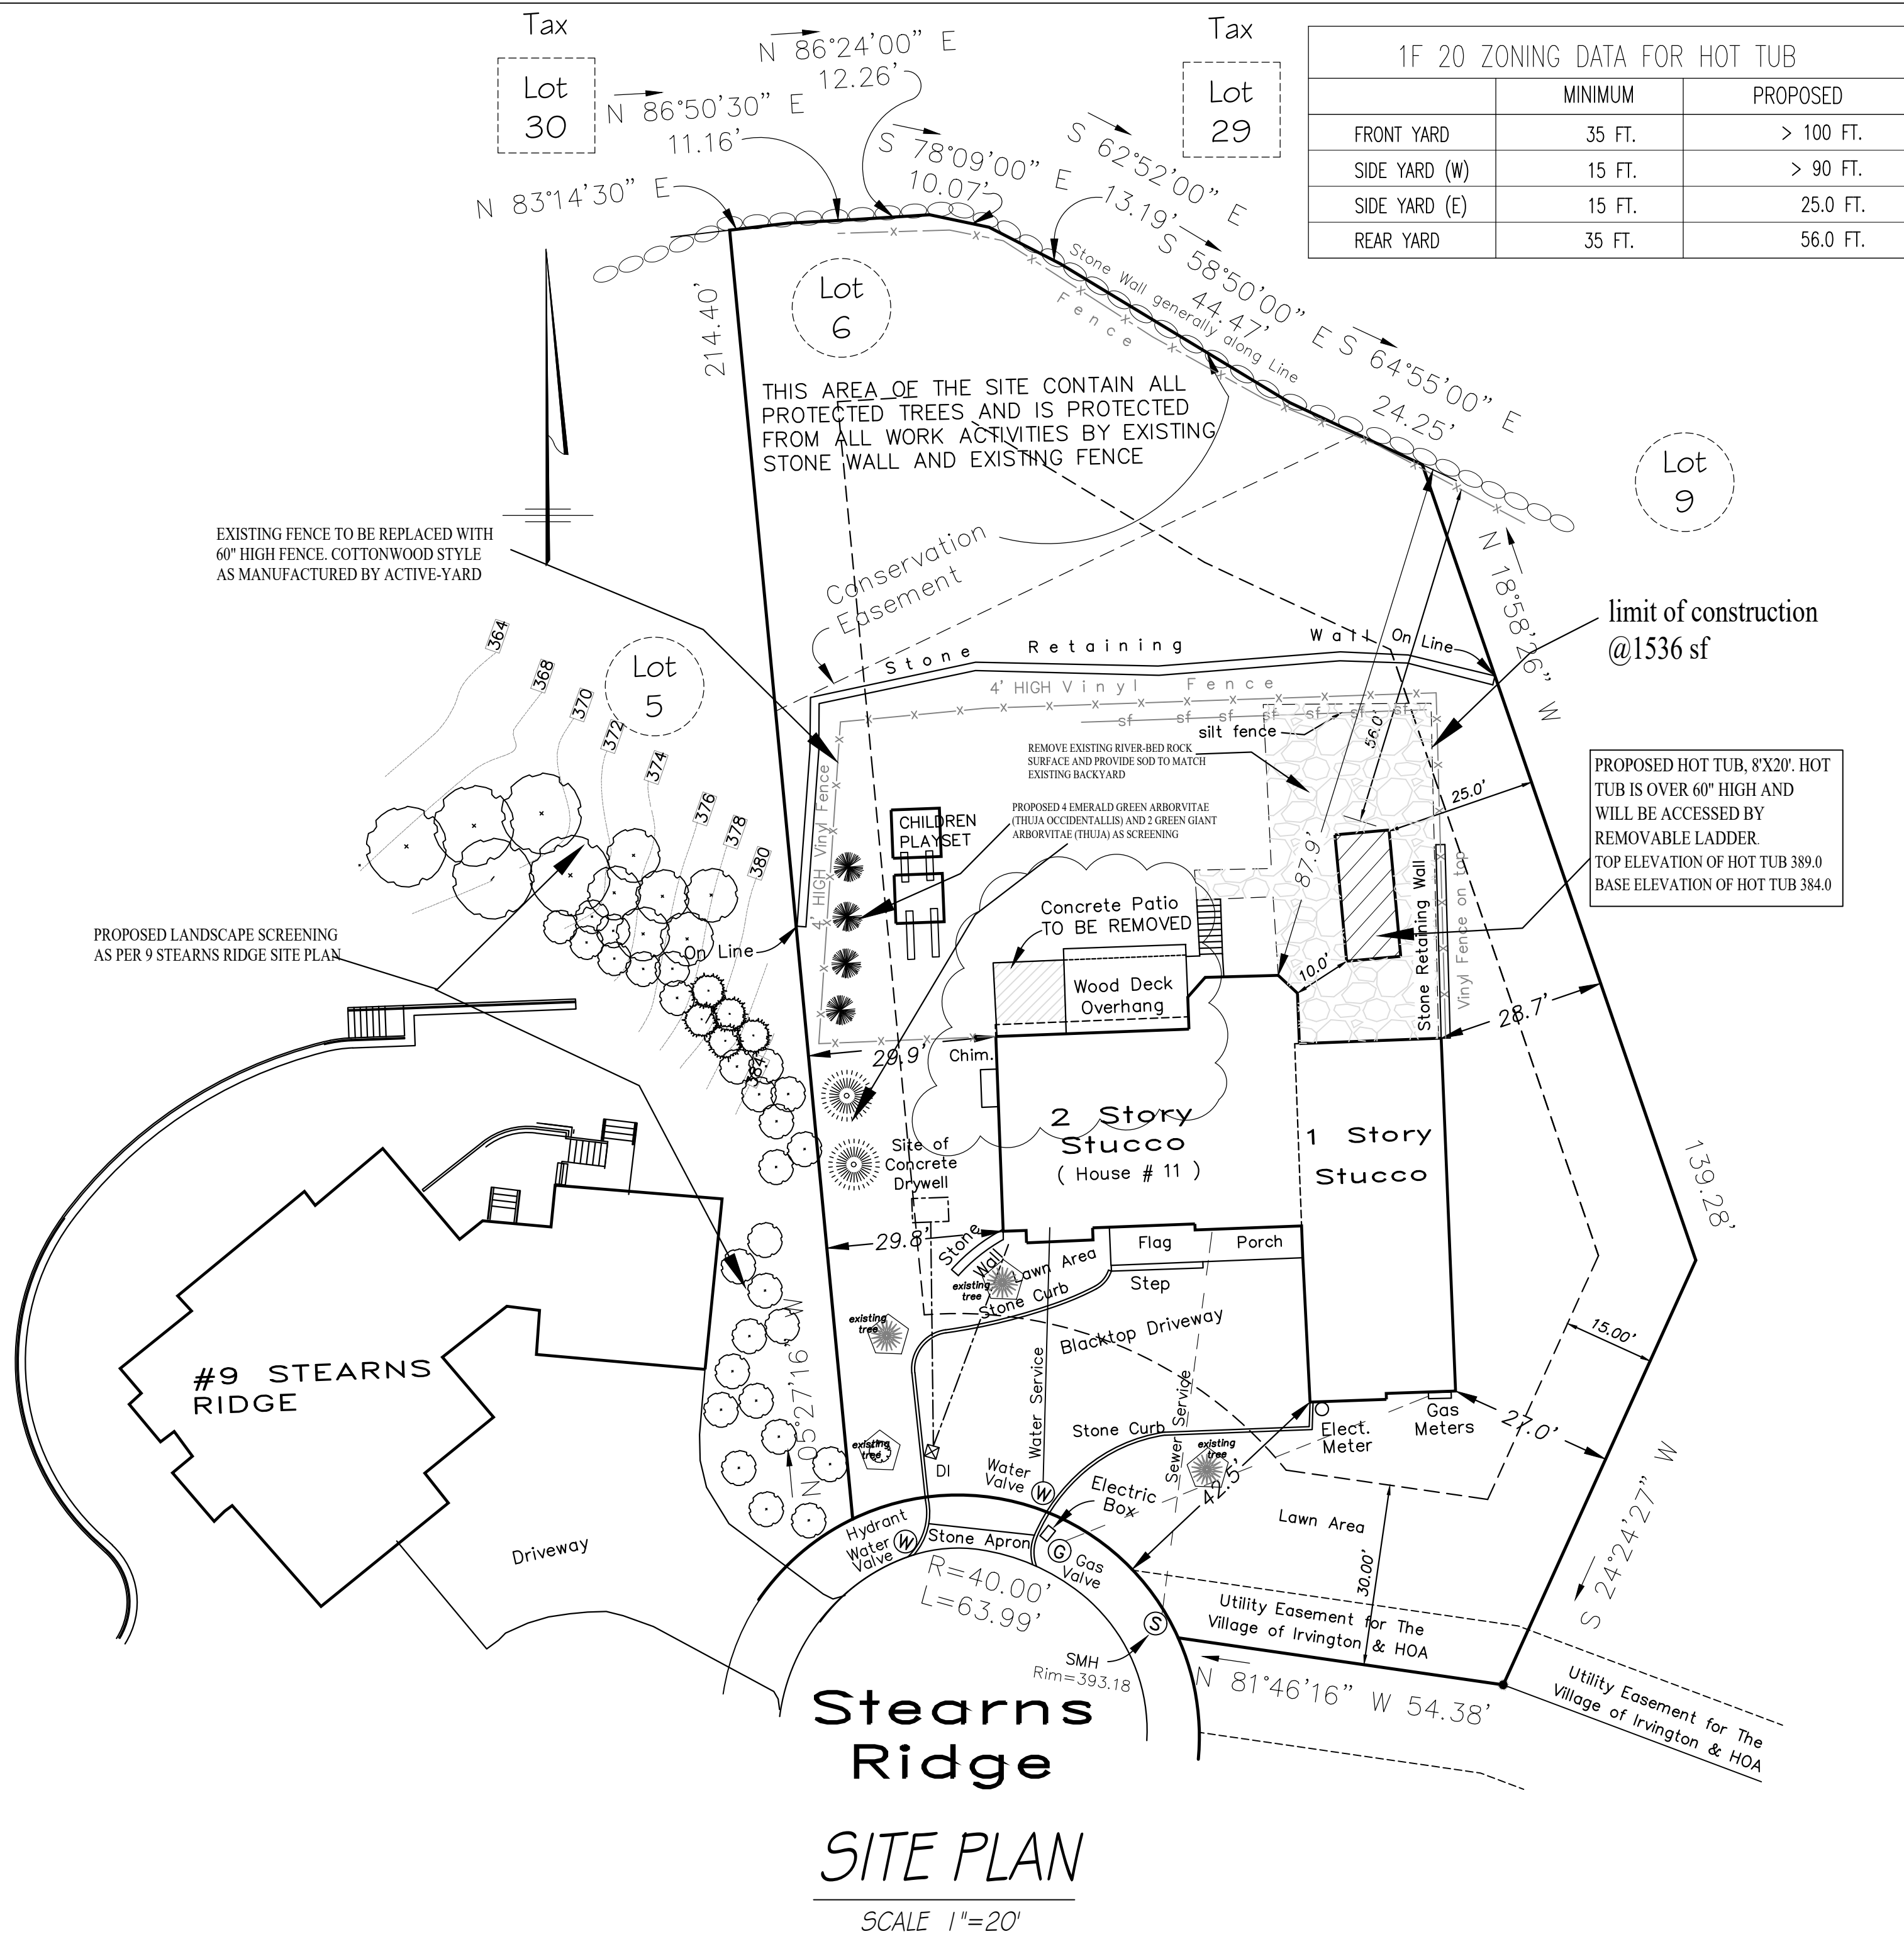 Tax
Lot
30
N 86°24'00" E
12.26'
N 86°50'30" E
11.16'
N 83°14'30" E
S 78°09'00" E
10.07'
Tax
Lot
29
S 62°52'00" E
13.19'
S 58°50'00" E
44.47'
S 64°55'00" E
24.25'
1F 20 ZONING DATA FOR HOT TUB
MINIMUM PROPOSED
FRONT YARD 35 FT. > 100 FT.
SIDE YARD (W) 15 FT. > 90 FT.
SIDE YARD (E) 15 FT. 25.0 FT.
REAR YARD 35 FT. 56.0 FT.
Stone Wall generally along Line
Fence
Lot
6
214.40'
THIS AREA OF THE SITE CONTAIN ALL
PROTECTED TREES AND IS PROTECTED
FROM ALL WORK ACTIVITIES BY EXISTING
STONE WALL AND EXISTING FENCE
Lot
9
EXISTING FENCE TO BE REPLACED WITH
60" HIGH FENCE. COTTONWOOD STYLE
AS MANUFACTURED BY ACTIVE-YARD
Conservation
Easement
N 18°58'26" W
139.28'
limit of construction
@1536 sf
Stone Retaining Wall On Line
4' HIGH Vinyl Fence
sf sf sf sf sf sf sf
silt fence
364
368
370
372
374
376
378
380
384
Lot
5
REMOVE EXISTING RIVER-BED ROCK
SURFACE AND PROVIDE SOD TO MATCH
EXISTING BACKYARD
56.0'
25.0'
PROPOSED HOT TUB, 8'X20'. HOT
TUB IS OVER 60" HIGH AND
WILL BE ACCESSED BY
REMOVABLE LADDER.
TOP ELEVATION OF HOT TUB 389.0
BASE ELEVATION OF HOT TUB 384.0
PROPOSED 4 EMERALD GREEN ARBORVITAE
(THUJA OCCIDENTALLIS) AND 2 GREEN GIANT
ARBORVITAE (THUJA) AS SCREENING
CHILDREN
PLAYSET
4' HIGH Vinyl Fence
87.9'
Stone Retaining Wall
Vinyl Fence on top
Concrete Patio
TO BE REMOVED
PROPOSED LANDSCAPE SCREENING
AS PER 9 STEARNS RIDGE SITE PLAN
On Line
Wood Deck
Overhang
10.0'
28.7'
29.9'
Chim.
2 Story
Stucco
( House # 11 )
1 Story
Stucco
Site of
Concrete
Drywell
29.8'
Stone
Wall
Lawn Area
Flag Porch
Step
existing
tree
Stone Curb
existing
tree
Blacktop Driveway
15.00'
#9 STEARNS
RIDGE
N 05°27'16" W
Water Service
Sewer Service
Stone Curb
Elect.
Meter
Gas
Meters
27.0'
existing
tree
existing
tree
DI
Water
Valve
W
Electric
Box
42.5'
Lawn Area
30.00'
S 24°24'27" W
Driveway
Hydrant
Water
Valve
W
Stone Apron
G
Gas
Valve
R=40.00'
L=63.99'
S
SMH
Rim=393.18
Utility Easement for The
Village of Irvington & HOA
N 81°46'16" W 54.38'
Utility Easement for The
Village of Irvington & HOA
Stearns
Ridge
SITE PLAN
SCALE 1"=20'